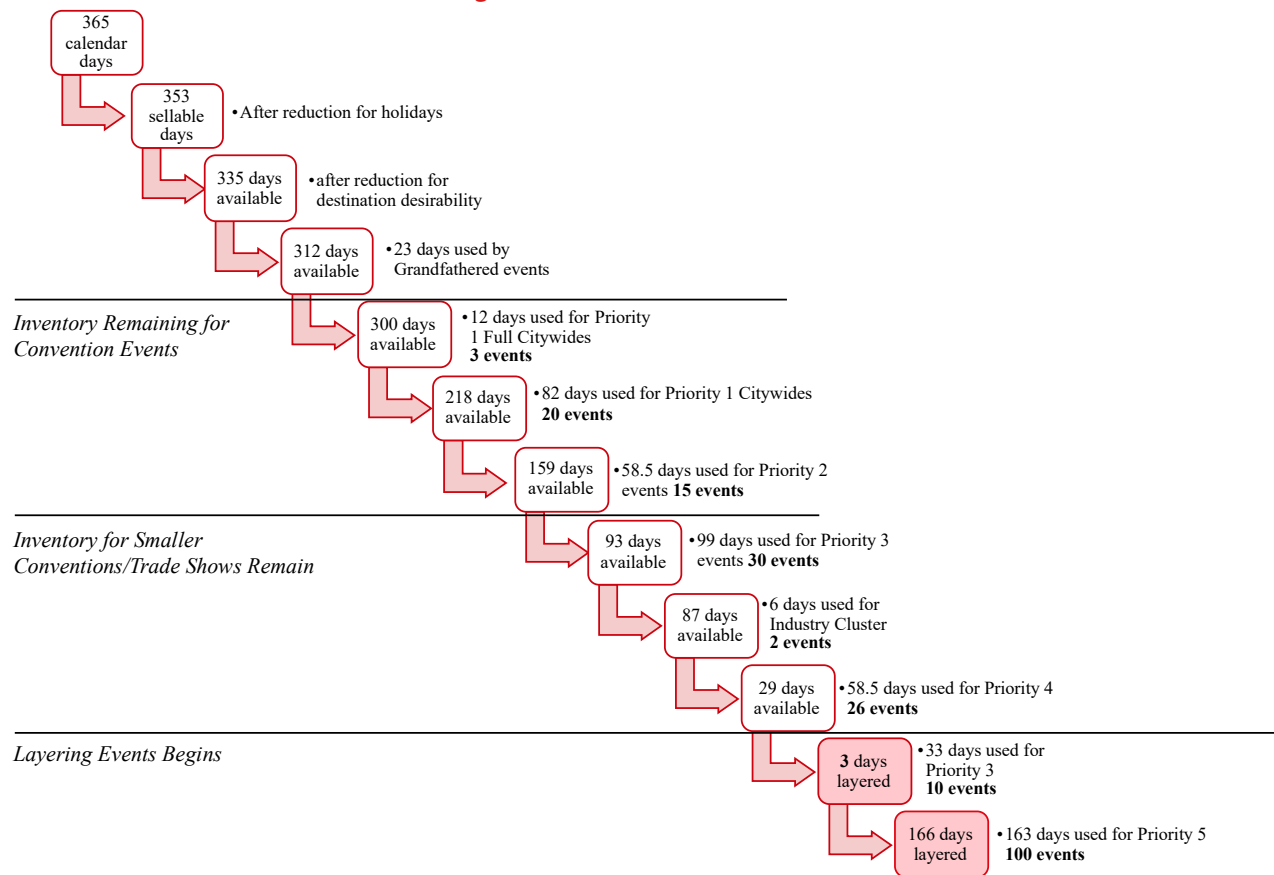 365
calendar
days
353
sellable
days
•After reduction for holidays
335 days
available
•after reduction for
destination desirability
312 days
available
•23 days used by
Grandfathered events
Inventory Remaining for
Convention Events
300 days
available
•12 days used for Priority
1 Full Citywides
3 events
218 days
available
•82 days used for Priority 1 Citywides
20 events
159 days
available
•58.5 days used for Priority 2
events 15 events
Inventory for Smaller
Conventions/Trade Shows Remain
93 days
available
•99 days used for Priority 3
events 30 events
87 days
available
•6 days used for
Industry Cluster
2 events
29 days
available
•58.5 days used for Priority 4
26 events
Layering Events Begins
3 days
layered
•33 days used for
Priority 3
10 events
166 days
layered
•163 days used for Priority 5
100 events